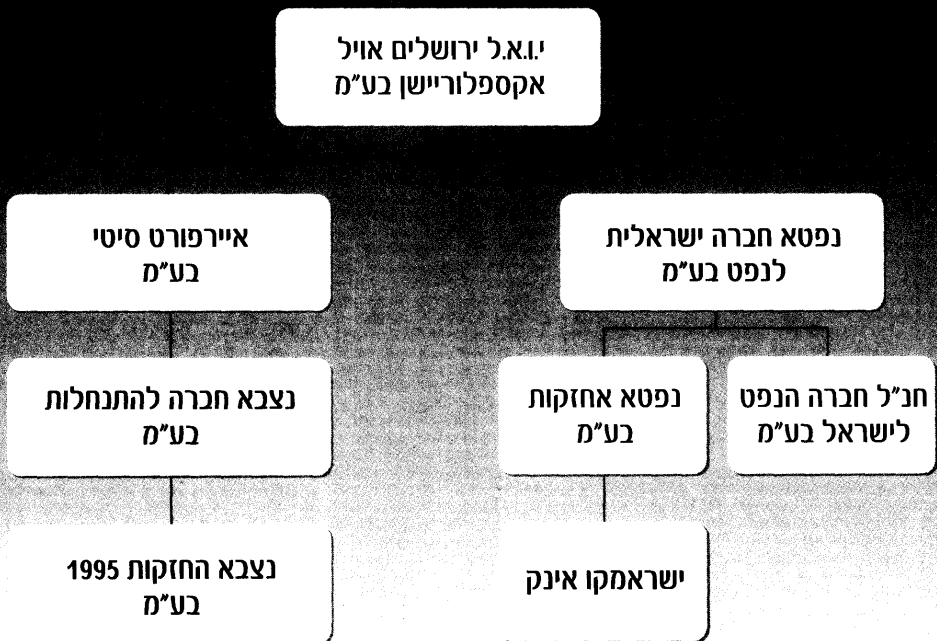 י.ו.א.ל ירושלים אויל
אקספלוריישן בע"מ
איירפורט סיטי
בע"מ
נפטא חברה ישראלית
לנפט בע"מ
נצבא חברה להתנחלות
בע"מ
נפטא אחזקות
בע"מ
חנ"ל חברה הנפט
לישראל בע"מ
נצבא החזקות 1995
בע"מ
ישראמקו אינק